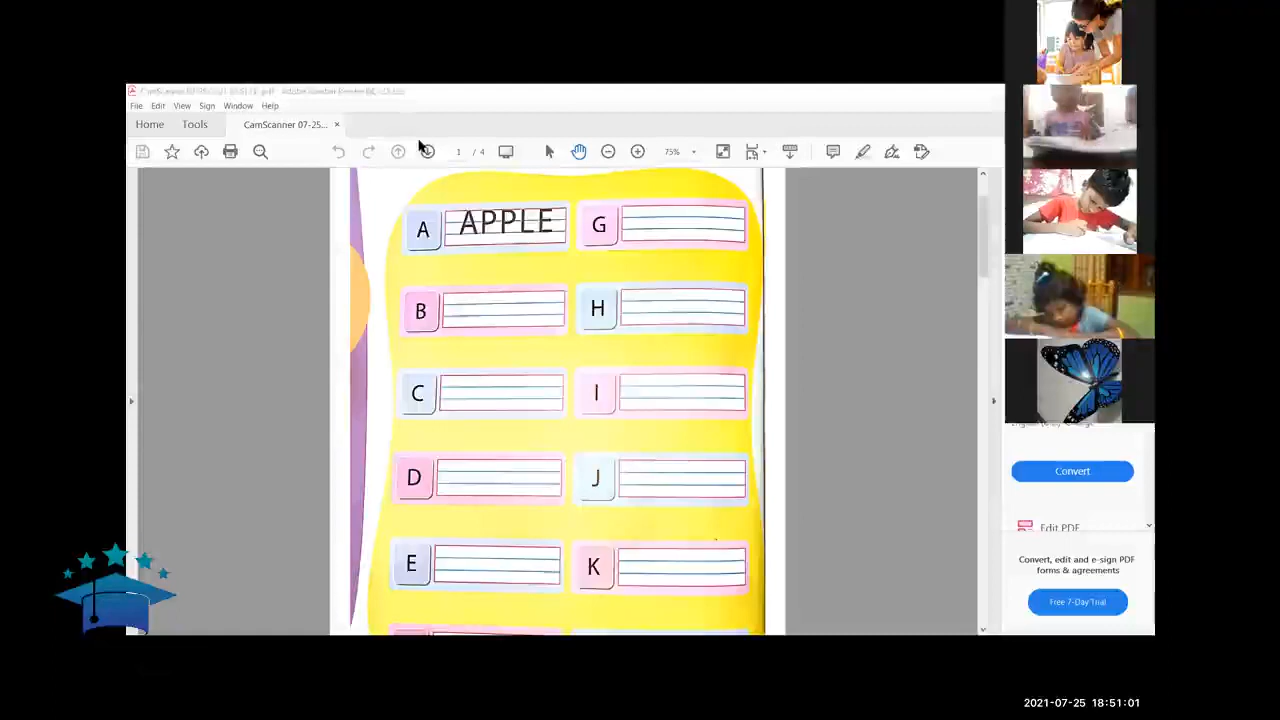 File Edit View Sign Window Help
Home Tools CamScanner 07-25... ×
1 / 4 75%
A APPLE G
B H
C I
D J
E K
Convert
Edit PDF
Convert, edit and e-sign PDF
forms & agreements
Free 7-Day Trial
2021-07-25 18:51:01